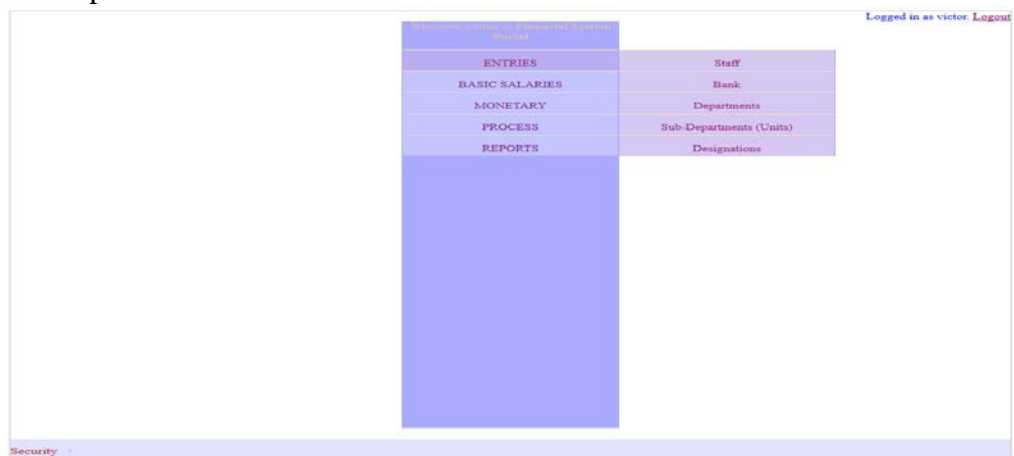 Logged in as victor. Logout
Welcome Admin to Financial System
Portal
ENTRIES
Staff
BASIC SALARIES
Bank
MONETARY
Departments
PROCESS
Sub-Departments (Units)
REPORTS
Designations
Security